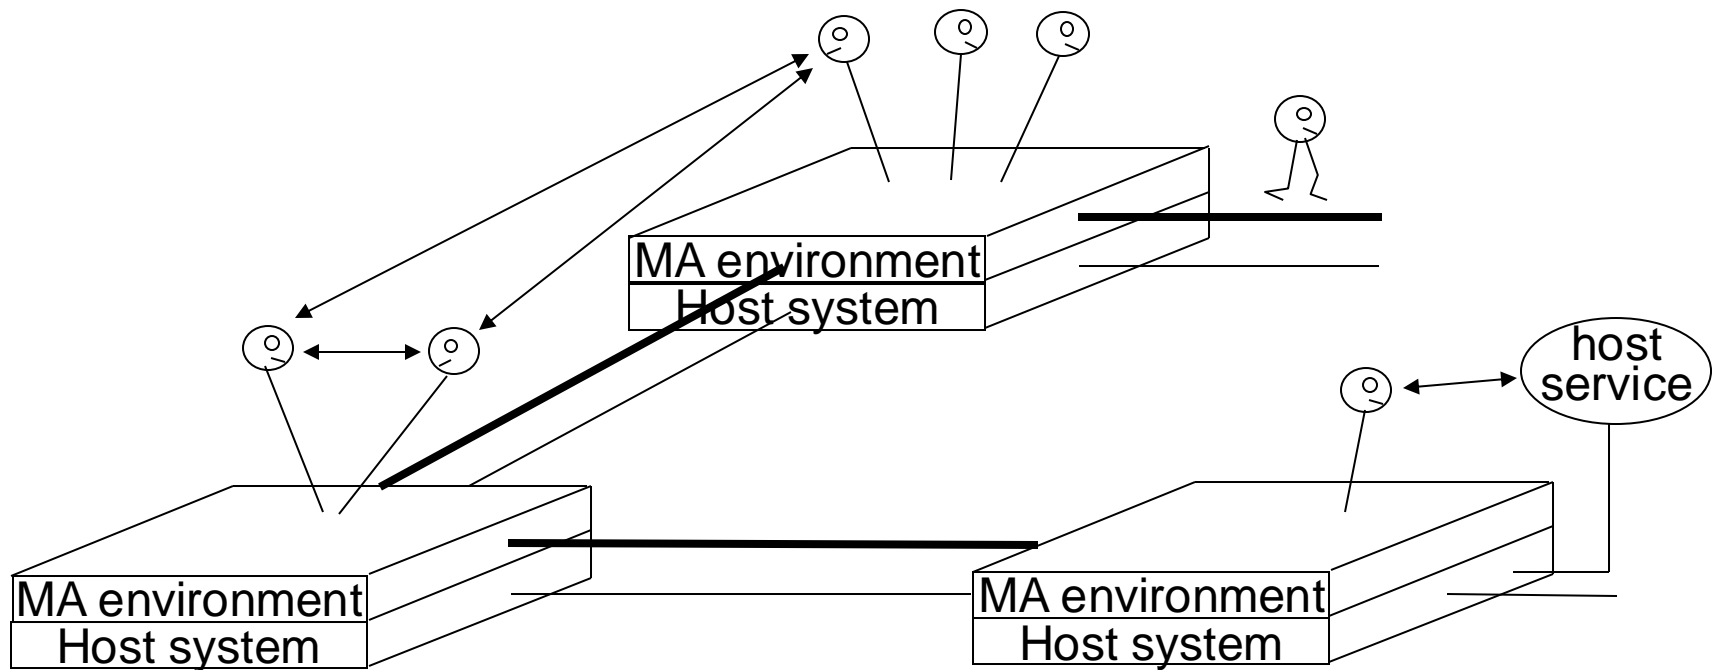 MA environment
Host system
host
service
MA environment
Host system
MA environment
Host system